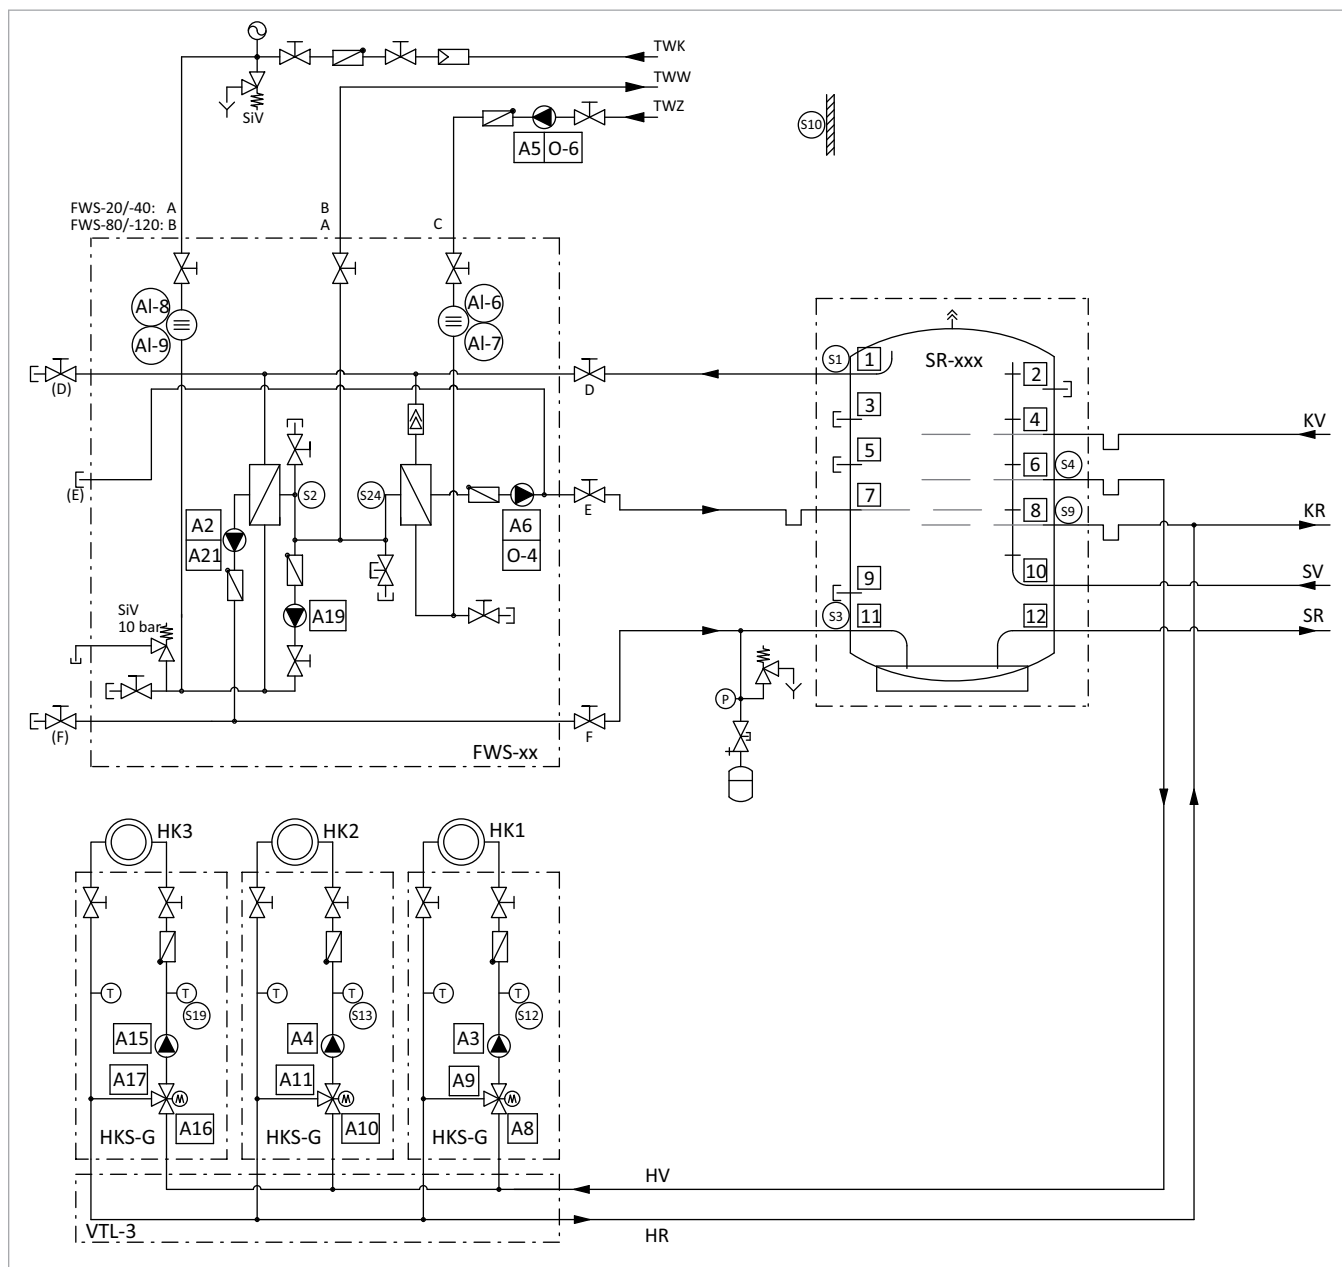 TWK
TWW
TWZ
SiV
A5 O-6
S10
FWS-20/-40: A
FWS-80/-120: B
B
A
C
Al-8
Al-9
Al-6
Al-7
(D)
D
S1
1
SR-xxx
2
3
4
KV
5
6
S4
(E)
S2
S24
E
7
8
S9
KR
A2
A21
A6
O-4
9
10
SV
SiV
10 bar
A19
S3
11
12
SR
P
(F)
F
FWS-xx
HK3
HK2
HK1
T
T
S19
T
T
S13
T
T
S12
A15
A4
A3
A17
A11
A9
M
M
M
A16
A10
A8
HKS-G
HKS-G
HKS-G
HV
VTL-3
HR